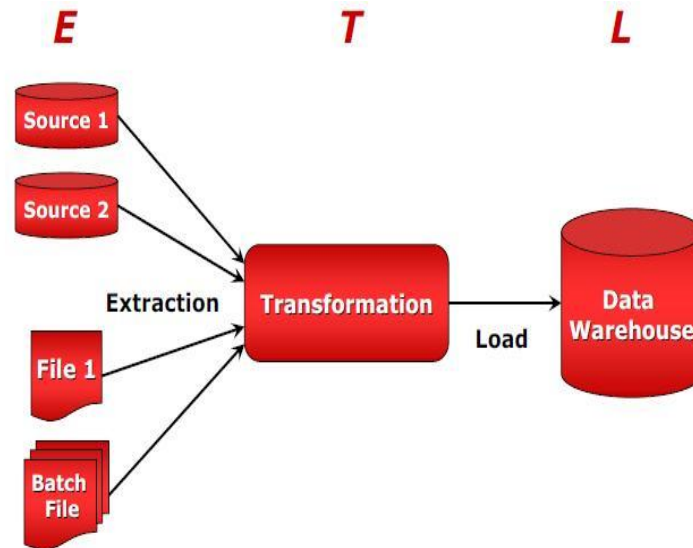 E
T
L
Source 1
Source 2
Extraction
Transformation
Load
Data
Warehouse
File 1
Batch
File